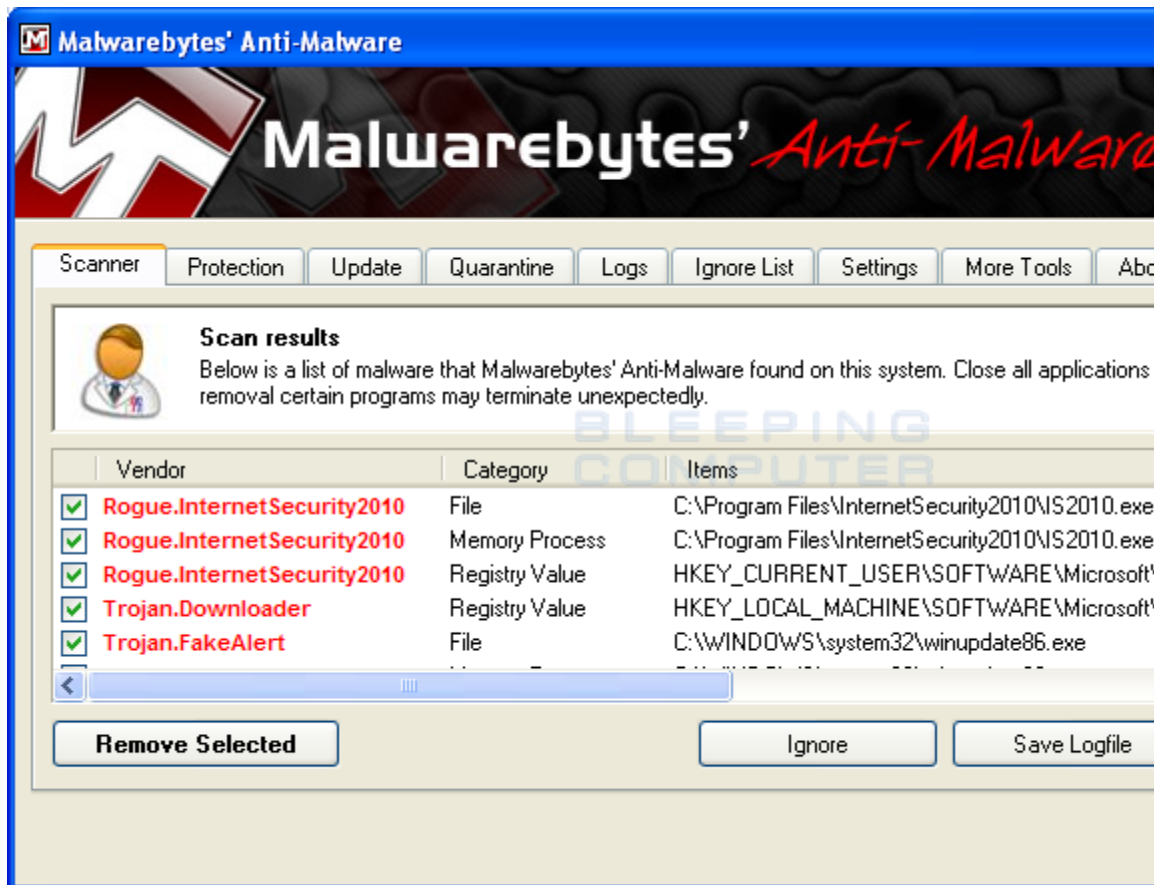 Malwarebytes' Anti-Malware
Malwarebytes' Anti-Malware
Scanner Protection Update Quarantine Logs Ignore List Settings More Tools
Scan results
Below is a list of malware that Malwarebytes' Anti-Malware found on this system. Close all applications
removal certain programs may terminate unexpectedly.
BLEEPING
COMPUTER
Vendor Category Items
Rogue.InternetSecurity2010 File C:\Program Files\InternetSecurity2010\IS2010.exe
Rogue.InternetSecurity2010 Memory Process C:\Program Files\InternetSecurity2010\IS2010.exe
Rogue.InternetSecurity2010 Registry Value HKEY_CURRENT_USER\SOFTWARE\Microsoft\
Trojan.Downloader Registry Value HKEY_LOCAL_MACHINE\SOFTWARE\Microsoft\
Trojan.FakeAlert File C:\WINDOWS\system32\winupdate86.exe
Remove Selected Ignore Save Logfile